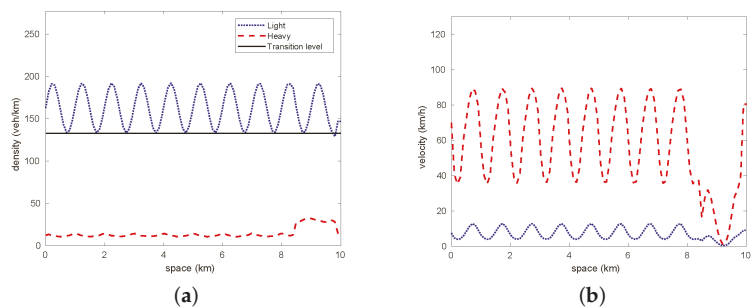 Light
Heavy
Transition level
250
200
150
100
50
0
density (veh/km)
0 2 4 6 8 10
space (km)
(a)
120
100
80
60
40
20
0
velocity (km/h)
0 2 4 6 8 10
space (km)
(b)